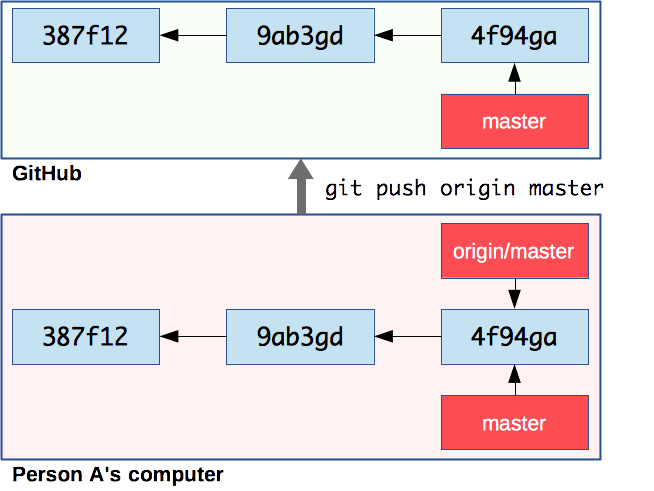 387f12 9ab3gd 4f94ga
master
GitHub
git push origin master
origin/master
387f12 9ab3gd 4f94ga
master
Person A's computer